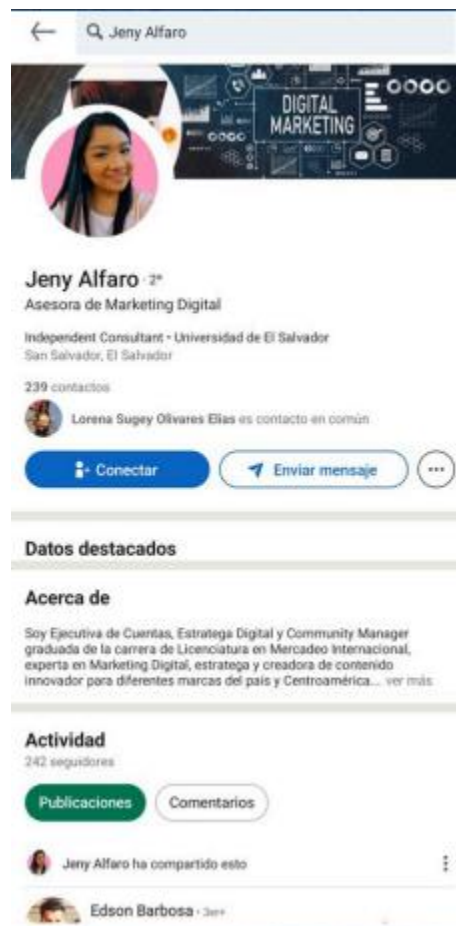 Jeny Alfaro
DIGITAL
MARKETING
Jeny Alfaro · 2º
Asesora de Marketing Digital
Independent Consultant • Universidad de El Salvador
San Salvador, El Salvador
239 contactos
Lorena Sugey Olivares Elias es contacto en común
Conectar
Enviar mensaje
Datos destacados
Acerca de
Soy Ejecutiva de Cuentas, Estratega Digital y Community Manager
graduada de la carrera de Licenciatura en Mercadeo Internacional,
experta en Marketing Digital, estratega y creadora de contenido
innovador para diferentes marcas del país y Centroamérica... ver más
Actividad
242 seguidores
Publicaciones
Comentarios
Jeny Alfaro ha compartido esto
Edson Barbosa · 3er+